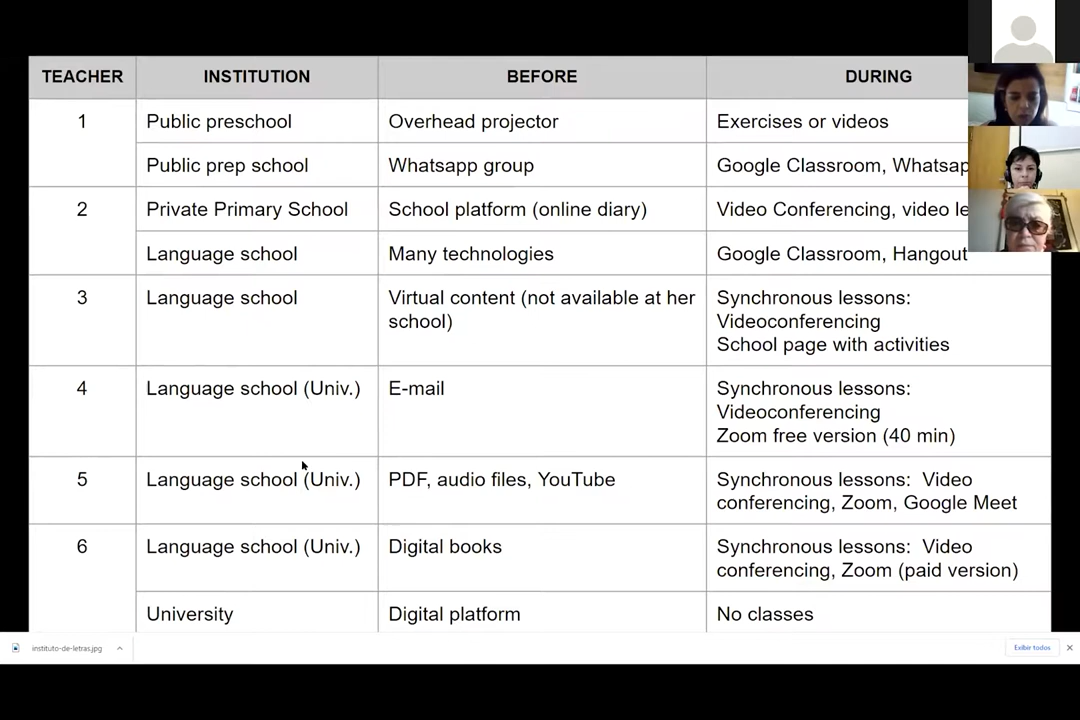 TEACHER INSTITUTION BEFORE DURING
1 Public preschool Overhead projector Exercises or videos
Public prep school Whatsapp group Google Classroom, Whatsap
2 Private Primary School School platform (online diary) Video Conferencing, video le
Language school Many technologies Google Classroom, Hangout
3 Language school Virtual content (not available at her Synchronous lessons:
school) Videoconferencing
School page with activities
4 Language school (Univ.) E-mail Synchronous lessons:
Videoconferencing
Zoom free version (40 min)
5 Language school (Univ.) PDF, audio files, YouTube Synchronous lessons: Video
conferencing, Zoom, Google Meet
6 Language school (Univ.) Digital books Synchronous lessons: Video
conferencing, Zoom (paid version)
University Digital platform No classes
instituto-de-letras.jpg Exibir todos